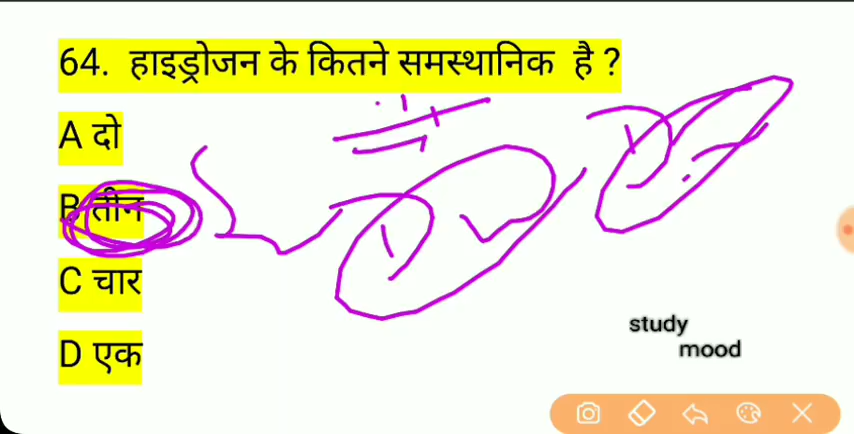 64. हाइड्रोजन के कितने समस्थानिक है ?
A दो
B तीन
C चार
D एक
study
mood